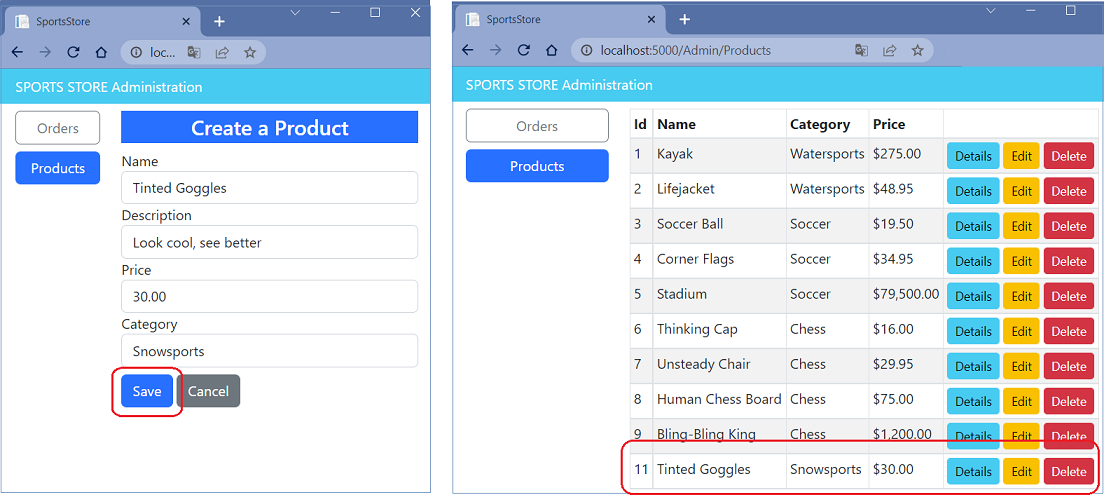 SportsStore
loc...
SPORTS STORE Administration
Orders
Products
Create a Product
Name
Tinted Goggles
Description
Look cool, see better
Price
30.00
Category
Snowsports
Save Cancel
SportsStore
localhost:5000/Admin/Products
SPORTS STORE Administration
Orders
Products
Id Name Category Price
1 Kayak Watersports $275.00 Details Edit Delete
2 Lifejacket Watersports $48.95 Details Edit Delete
3 Soccer Ball Soccer $19.50 Details Edit Delete
4 Corner Flags Soccer $34.95 Details Edit Delete
5 Stadium Soccer $79,500.00 Details Edit Delete
6 Thinking Cap Chess $16.00 Details Edit Delete
7 Unsteady Chair Chess $29.95 Details Edit Delete
8 Human Chess Board Chess $75.00 Details Edit Delete
9 Bling-Bling King Chess $1,200.00 Details Edit Delete
11 Tinted Goggles Snowsports $30.00 Details Edit Delete